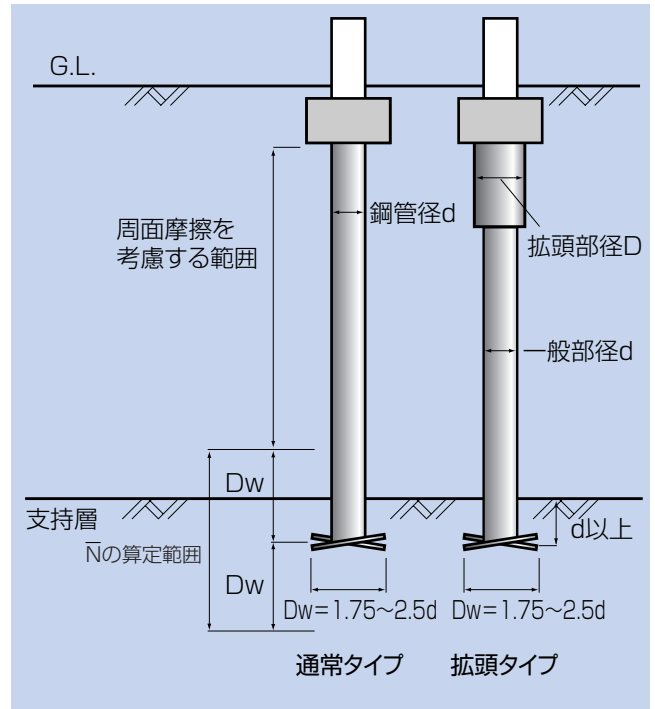 G.L.
鋼管径d
周面摩擦を
考慮する範囲
拡頭部径D
一般部径d
Dw
支持層
d以上
N̅の算定範囲
Dw
Dw=1.75~2.5d
Dw=1.75~2.5d
通常タイプ
拡頭タイプ